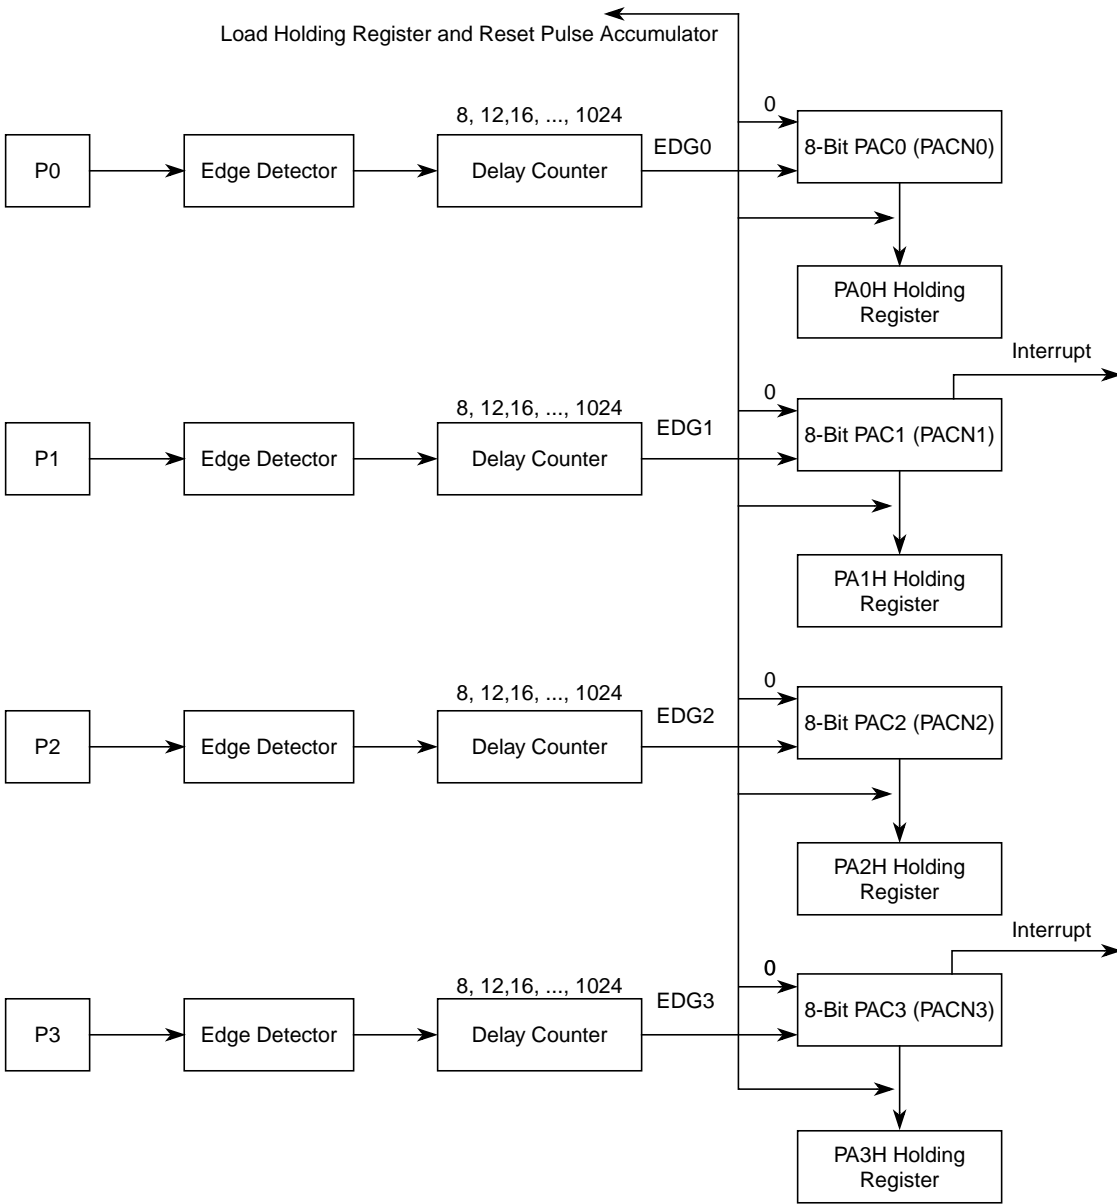 Load Holding Register and Reset Pulse Accumulator
0
8, 12,16, ..., 1024
EDG0
8-Bit PAC0 (PACN0)
P0
Edge Detector
Delay Counter
PA0H Holding
Register
Interrupt
0
8, 12,16, ..., 1024
EDG1
8-Bit PAC1 (PACN1)
P1
Edge Detector
Delay Counter
PA1H Holding
Register
0
8, 12,16, ..., 1024
EDG2
8-Bit PAC2 (PACN2)
P2
Edge Detector
Delay Counter
PA2H Holding
Register
Interrupt
0
8, 12,16, ..., 1024
EDG3
8-Bit PAC3 (PACN3)
P3
Edge Detector
Delay Counter
PA3H Holding
Register